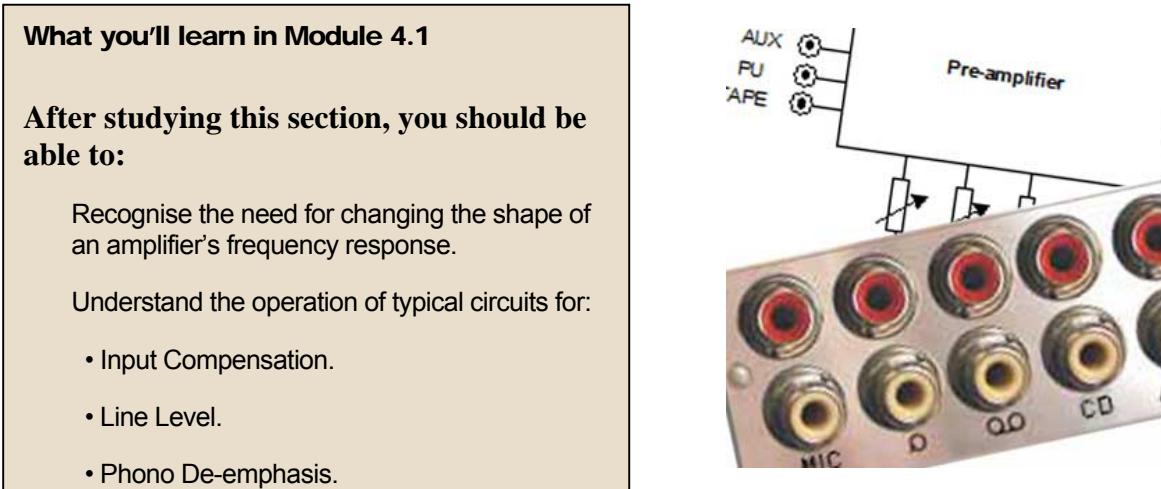 What you'll learn in Module 4.1
After studying this section, you should be
able to:
Recognise the need for changing the shape of
an amplifier's frequency response.
Understand the operation of typical circuits for:
• Input Compensation.
• Line Level.
• Phono De-emphasis.
AUX
PU
TAPE
Pre-amplifier
MIC
CD